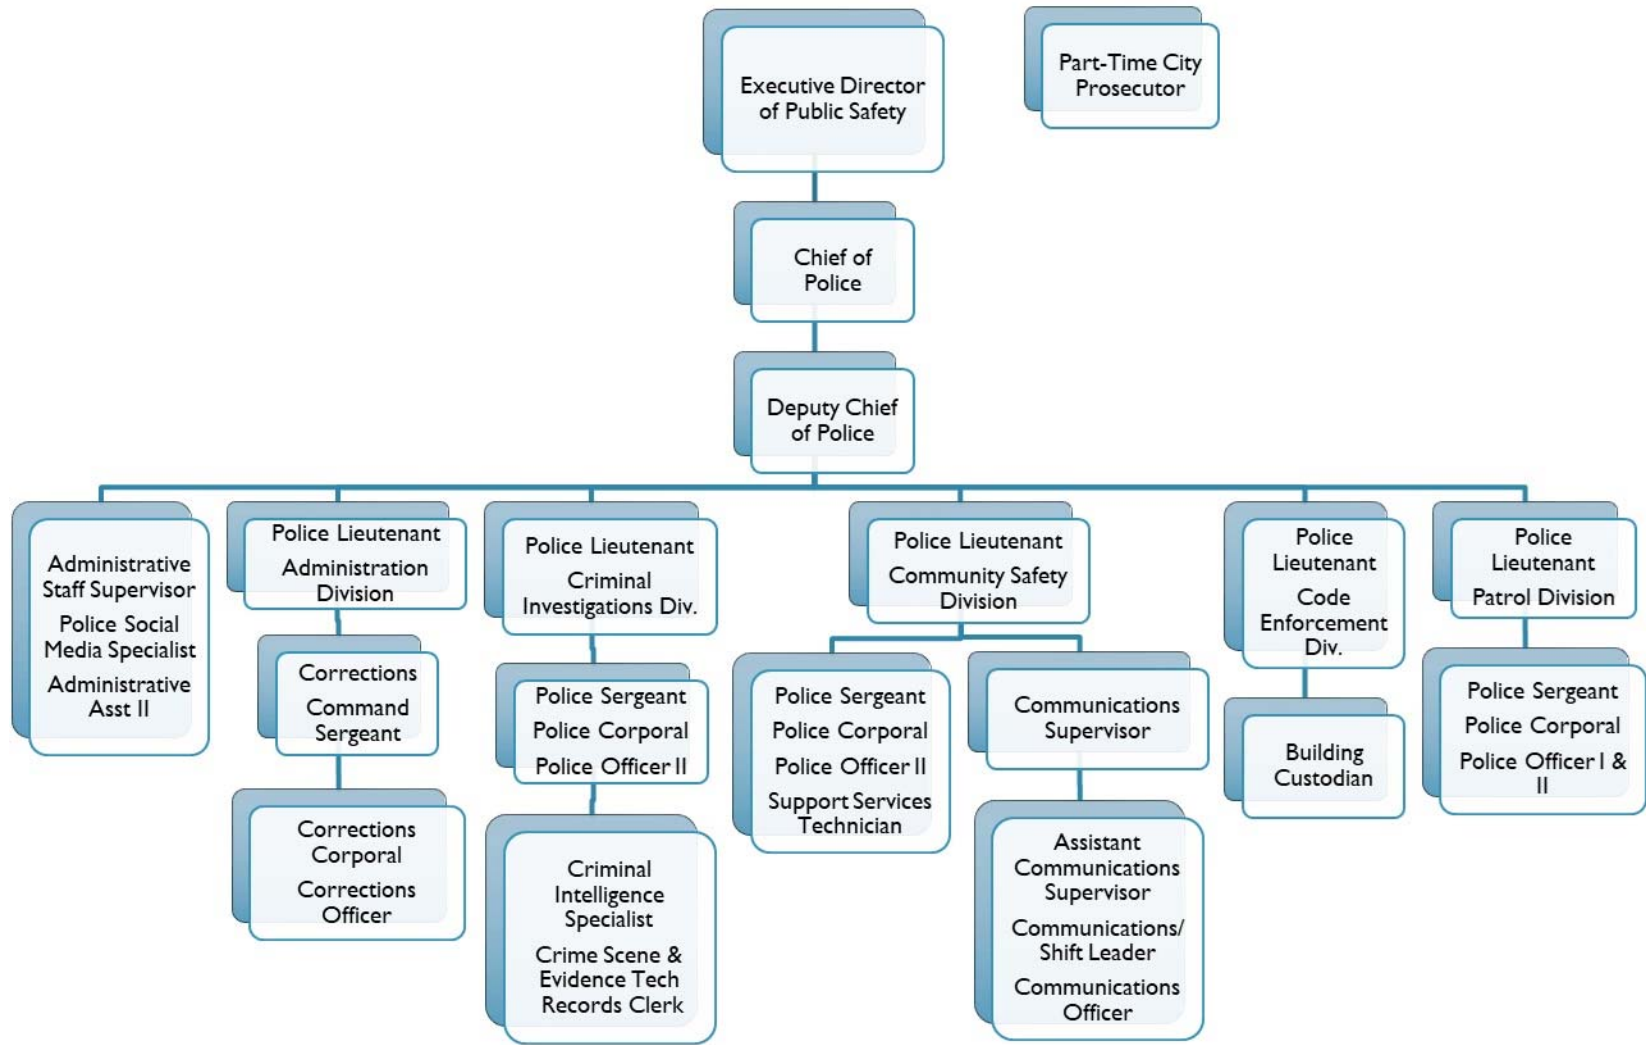 Executive Director
of Public Safety
Part-Time City
Prosecutor
Chief of
Police
Deputy Chief
of Police
Administrative
Staff Supervisor
Police Social
Media Specialist
Administrative
Asst II
Police Lieutenant
Administration
Division
Corrections
Command
Sergeant
Corrections
Corporal
Corrections
Officer
Police Lieutenant
Criminal
Investigations Div.
Police Sergeant
Police Corporal
Police Officer II
Criminal
Intelligence
Specialist
Crime Scene &
Evidence Tech
Records Clerk
Police Lieutenant
Community Safety
Division
Police Sergeant
Police Corporal
Police Officer II
Support Services
Technician
Communications
Supervisor
Assistant
Communications
Supervisor
Communications/
Shift Leader
Communications
Officer
Police
Lieutenant
Code
Enforcement
Div.
Building
Custodian
Police
Lieutenant
Patrol Division
Police Sergeant
Police Corporal
Police Officer I &
II